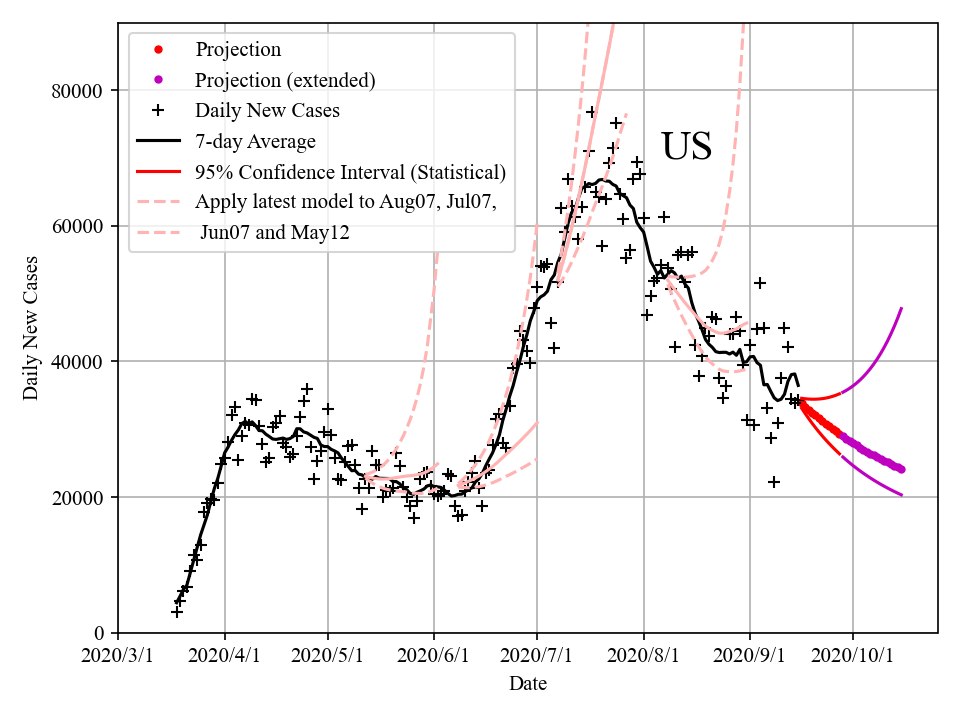 Projection
Projection (extended)
Daily New Cases
7-day Average
95% Confidence Interval (Statistical)
Apply latest model to Aug07, Jul07,
Jun07 and May12
US
Daily New Cases
80000
60000
40000
20000
0
2020/3/1 2020/4/1 2020/5/1 2020/6/1 2020/7/1 2020/8/1 2020/9/1 2020/10/1
Date